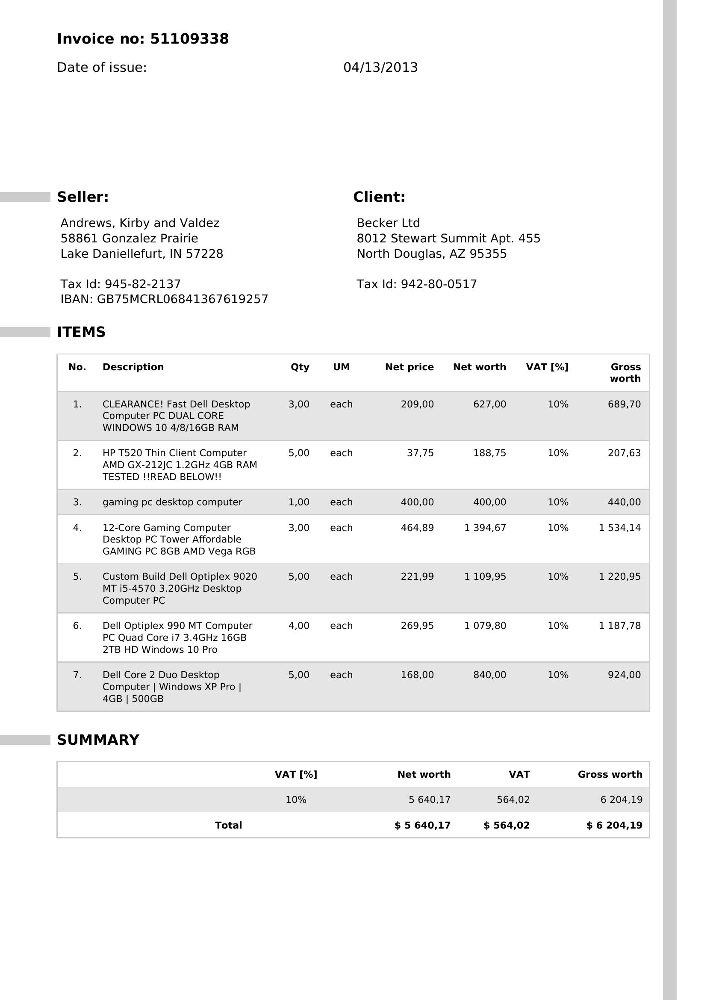 Invoice no: 51109338
Date of issue: 04/13/2013
Seller: Client:
Andrews, Kirby and Valdez Becker Ltd
58861 Gonzalez Prairie 8012 Stewart Summit Apt. 455
Lake Daniellefurt, IN 57228 North Douglas, AZ 95355
Tax Id: 945-82-2137 Tax Id: 942-80-0517
IBAN: GB75MCRL06841367619257
ITEMS
No. Description Qty UM Net price Net worth VAT [%] Gross
worth
1. CLEARANCE! Fast Dell Desktop 3,00 each 209,00 627,00 10% 689,70
Computer PC DUAL CORE
WINDOWS 10 4/8/16GB RAM
2. HP T520 Thin Client Computer 5,00 each 37,75 188,75 10% 207,63
AMD GX-212JC 1.2GHz 4GB RAM
TESTED !!READ BELOW!!
3. gaming pc desktop computer 1,00 each 400,00 400,00 10% 440,00
4. 12-Core Gaming Computer 3,00 each 464,89 1 394,67 10% 1 534,14
Desktop PC Tower Affordable
GAMING PC 8GB AMD Vega RGB
5. Custom Build Dell Optiplex 9020 5,00 each 221,99 1 109,95 10% 1 220,95
MT i5-4570 3.20GHz Desktop
Computer PC
6. Dell Optiplex 990 MT Computer 4,00 each 269,95 1 079,80 10% 1 187,78
PC Quad Core i7 3.4GHz 16GB
2TB HD Windows 10 Pro
7. Dell Core 2 Duo Desktop 5,00 each 168,00 840,00 10% 924,00
Computer | Windows XP Pro |
4GB | 500GB
SUMMARY
VAT [%] Net worth VAT Gross worth
10% 5 640,17 564,02 6 204,19
Total $ 5 640,17 $ 564,02 $ 6 204,19